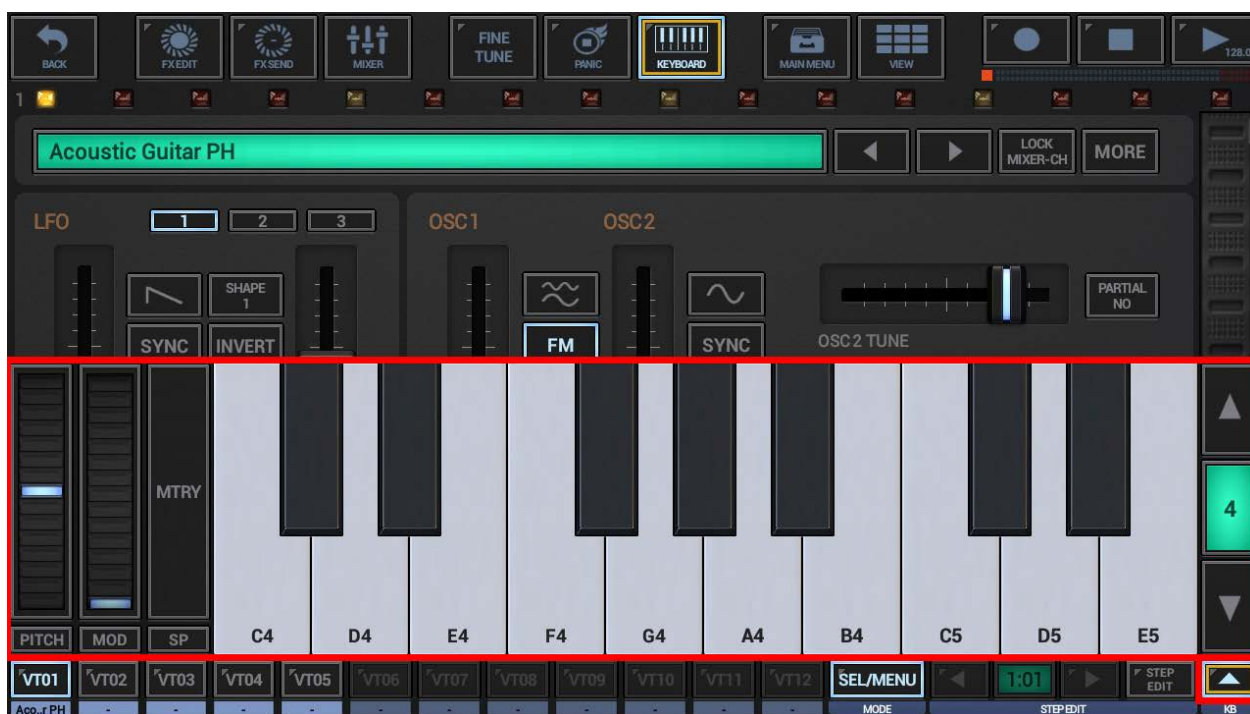 BACK FX EDIT FX SEND MIXER FINE TUNE PANIC KEYBOARD MAIN MENU VIEW 128.0
1
Acoustic Guitar PH LOCK MIXER-CH MORE
LFO 1 2 3 OSC1 OSC2
SHAPE 1 PARTIAL NO
SYNC INVERT FM SYNC OSC 2 TUNE
MTRY 4
PITCH MOD SP C4 D4 E4 F4 G4 A4 B4 C5 D5 E5
VT01 VT02 VT03 VT04 VT05 VT06 VT07 VT08 VT09 VT10 VT11 VT12 SEL/MENU 1:01 STEP EDIT
Aco..r PH - - - - - - - - - - - MODE STEP EDIT KB